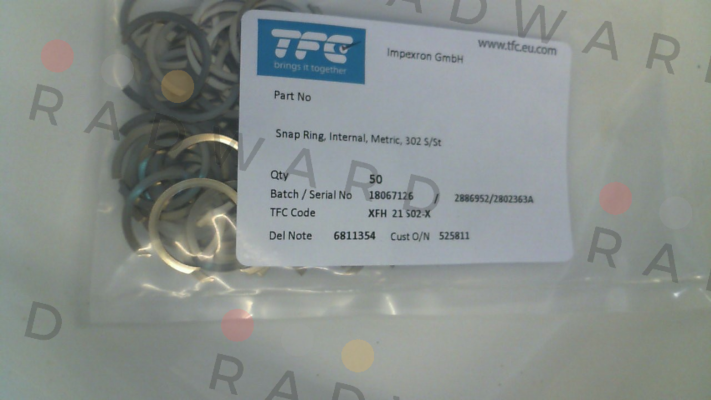 TFC
brings it together
Impexron GmbH
www.tfc.eu.com
Part No
Snap Ring, Internal, Metric, 302 S/St
Qty 50
Batch / Serial No 18067126 / 2886952/2802363A
TFC Code XFH 21 S02-X
Del Note 6811354 Cust O/N 525811
RADWARD
RADWARD
RADWARD
RA
D
RADWARD